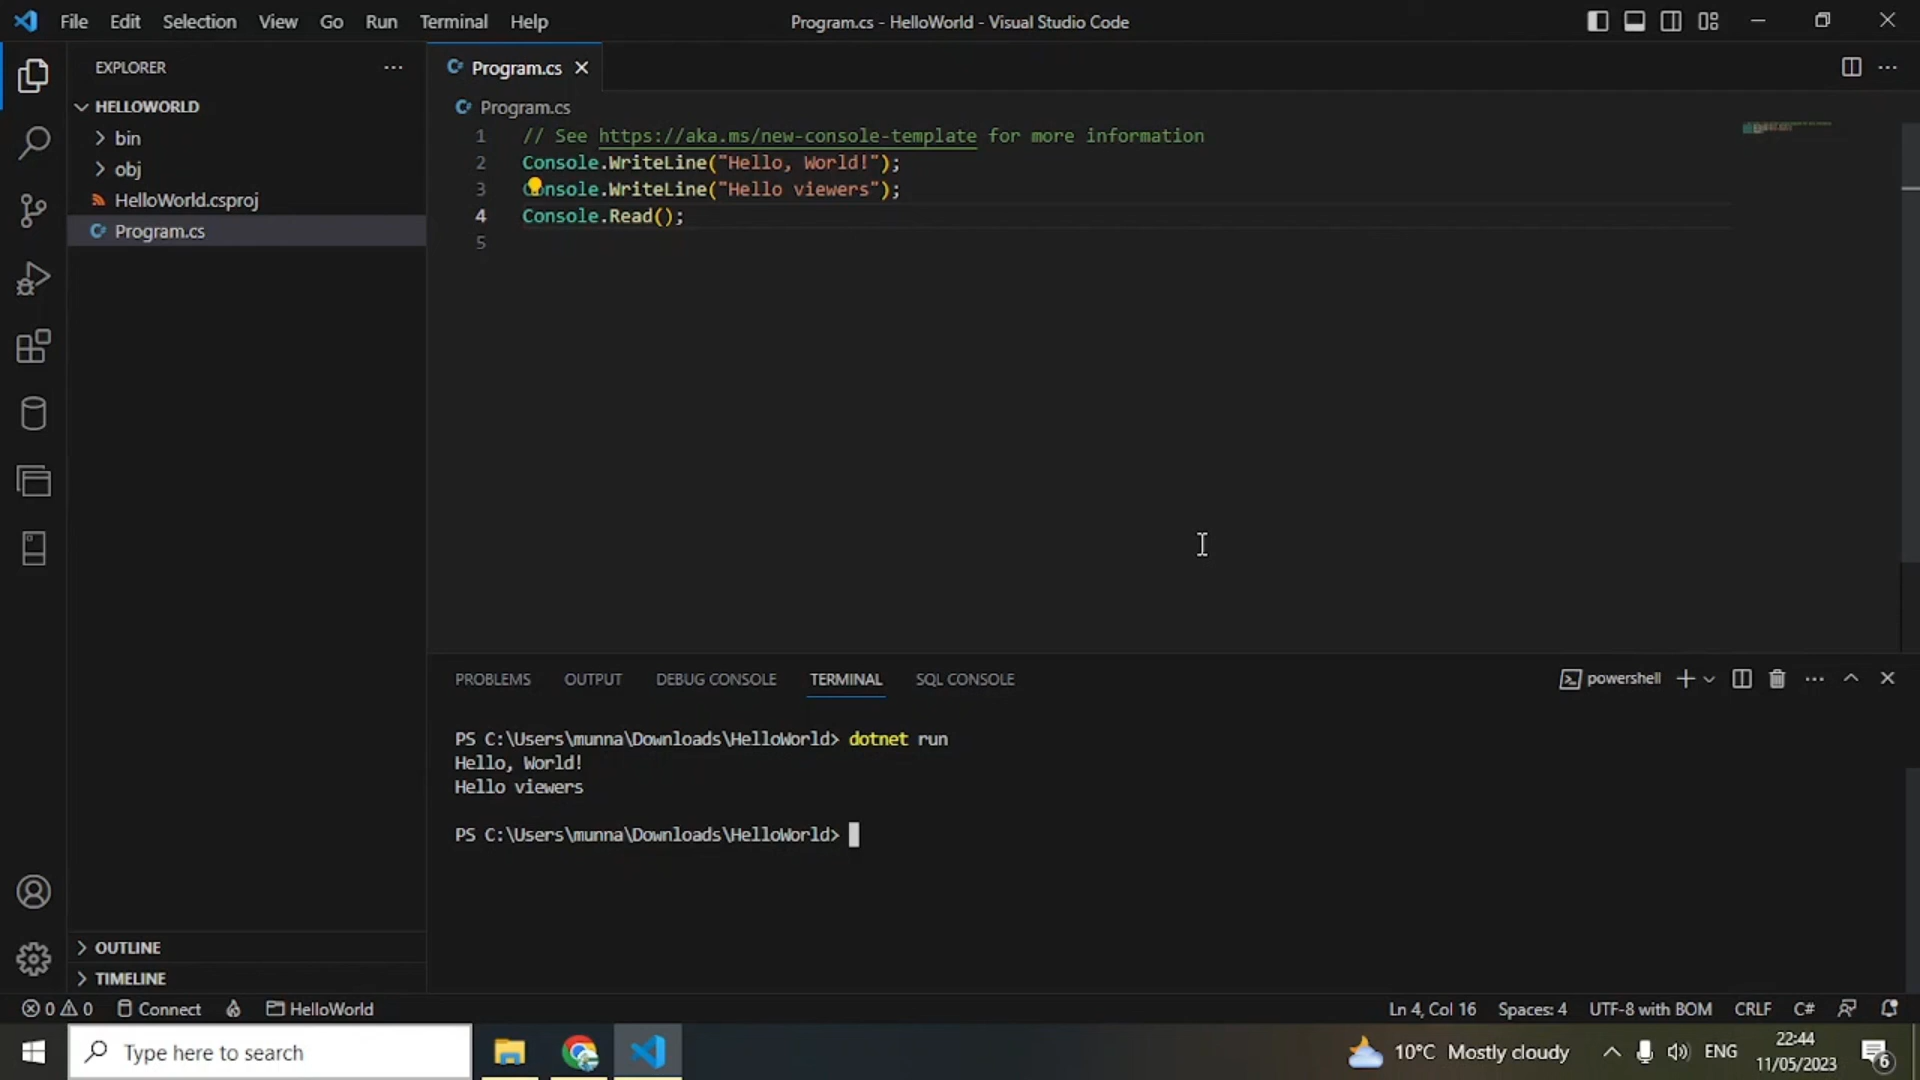 File Edit Selection View Go Run Terminal Help
Program.cs - HelloWorld - Visual Studio Code
EXPLORER
HELLOWORLD
bin
obj
HelloWorld.csproj
Program.cs
OUTLINE
TIMELINE
Program.cs
Program.cs
1 // See https://aka.ms/new-console-template for more information
2 Console.WriteLine("Hello, World!");
3 Console.WriteLine("Hello viewers");
4 Console.Read();
5
PROBLEMS OUTPUT DEBUG CONSOLE TERMINAL SQL CONSOLE
powershell
PS C:\Users\munna\Downloads\HelloWorld> dotnet run
Hello, World!
Hello viewers
PS C:\Users\munna\Downloads\HelloWorld>
0 0 Connect HelloWorld
Ln 4, Col 16 Spaces: 4 UTF-8 with BOM CRLF C#
Type here to search
10°C Mostly cloudy
ENG
22:44
11/05/2023
6